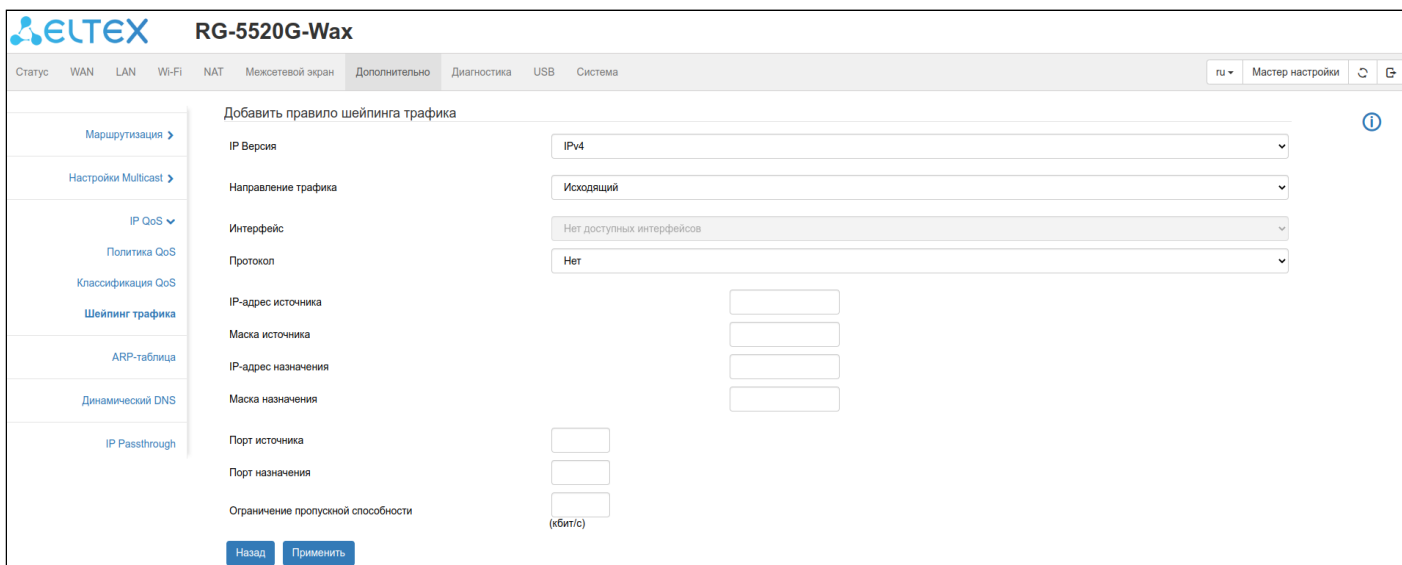 ELTEX RG-5520G-Wax
Статус WAN LAN Wi-Fi NAT Межсетевой экран Дополнительно Диагностика USB Система ru Мастер настройки
Маршрутизация
Настройки Multicast
IP QoS
Политика QoS
Классификация QoS
Шейпинг трафика
ARP-таблица
Динамический DNS
IP Passthrough
Добавить правило шейпинга трафика
IP Версия IPv4
Направление трафика Исходящий
Интерфейс Нет доступных интерфейсов
Протокол Нет
IP-адрес источника
Маска источника
IP-адрес назначения
Маска назначения
Порт источника
Порт назначения
Ограничение пропускной способности
(кбит/с)
Назад Применить